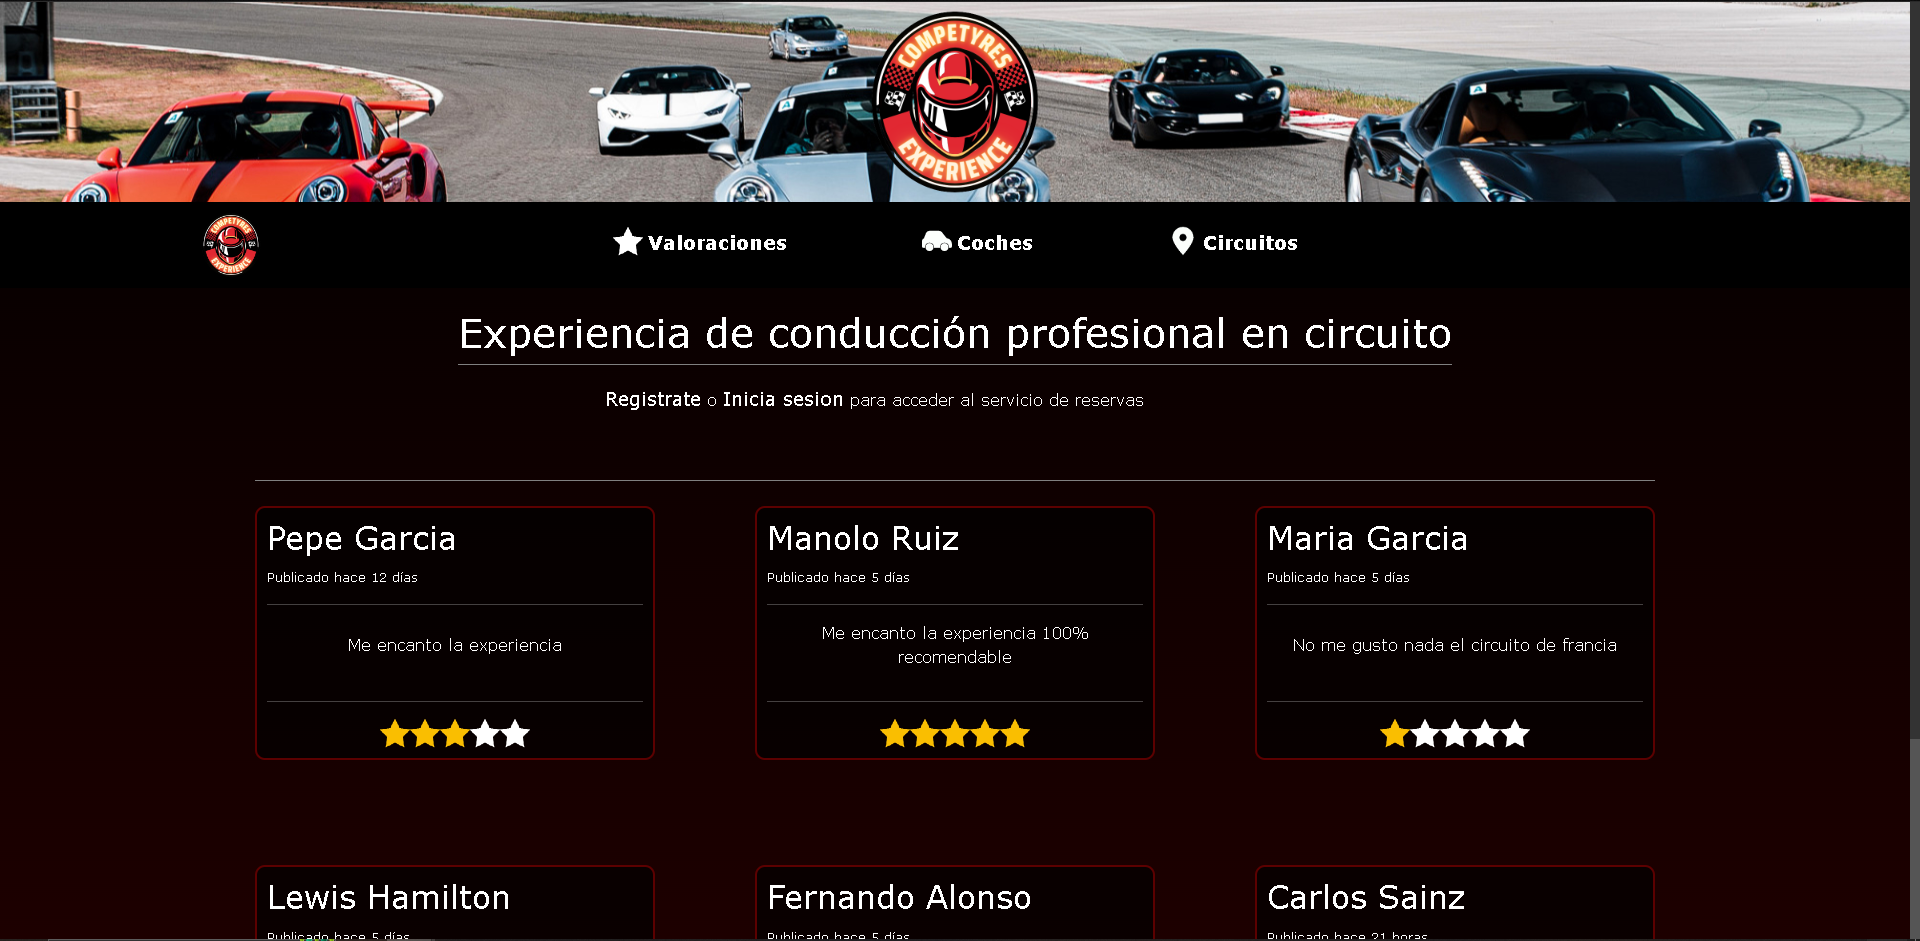 COMPETYRES
EXPERIENCE
COMPETYRES
EXPERIENCE
Valoraciones
Coches
Circuitos
Experiencia de conducción profesional en circuito
Registrate o Inicia sesion para acceder al servicio de reservas
Pepe Garcia
Publicado hace 12 días
Me encanto la experiencia
Manolo Ruiz
Publicado hace 5 días
Me encanto la experiencia 100%
recomendable
Maria Garcia
Publicado hace 5 días
No me gusto nada el circuito de francia
Lewis Hamilton
Publicado hace 5 días
Fernando Alonso
Publicado hace 5 días
Carlos Sainz
Publicado hace 21 horas